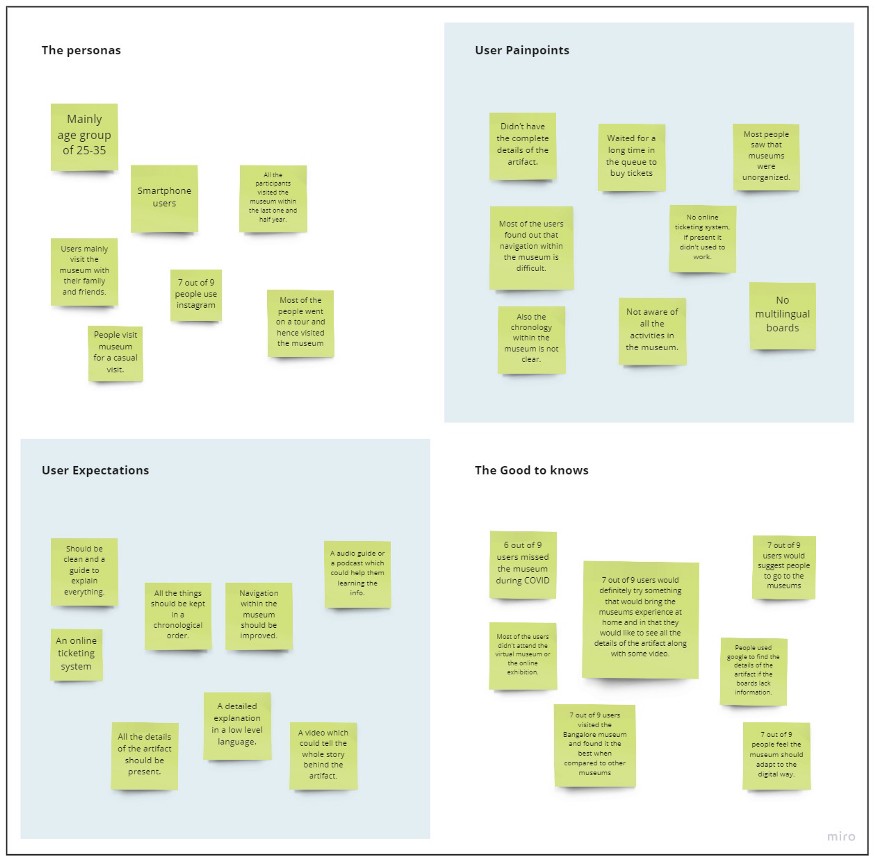 The personas
Mainly
age group
of 25-35
Smartphone
users
All the
participants
visited the
museum within
the last one and
half year.
Users mainly
visit the
museum with
their family
and friends.
7 out of 9
people use
instagram
Most of the
people went
on a tour and
hence visited
the museum
People visit
museum
for a casual
visit.
User Painpoints
Didn't have
the complete
details of the
artifact.
Waited for a
long time in
the queue to
buy tickets
Most people
saw that
museums
were
unorganized.
Most of the users
found out that
navigation within
the museum is
difficult.
No online
ticketing system,
if present it
didn't used to
work.
Also the
chronology
within the
museum is not
clear.
Not aware of
all the
activities in
the museum.
No
multilingual
boards
User Expectations
Should be
clean and a
guide to
explain
everything.
All the things
should be kept
in a
chronological
order.
Navigation
within the
museum
should be
improved.
A audio guide or
a podcast which
could help them
learning the
info.
An online
ticketing
system
All the details
of the artifact
should be
present.
A detailed
explanation
in a low level
language.
A video which
could tell the
whole story
behind the
artifact.
The Good to knows
6 out of 9
users missed
the museum
during COVID
7 out of 9 users would
definitely try something
that would bring the
museums experience at
home and in that they
would like to see all the
details of the artifact along
with some video.
7 out of 9
users would
suggest people
to go to the
museums
Most of the users
didn't attend the
virtual museum or
the online
exhibition.
People used
google to find the
details of the
artifact if the
boards lack
information.
7 out of 9 users
visited the
Bangalore museum
and found it the
best when
compared to other
museums
7 out of 9
people feel the
museum should
adapt to the
digital way.
miro